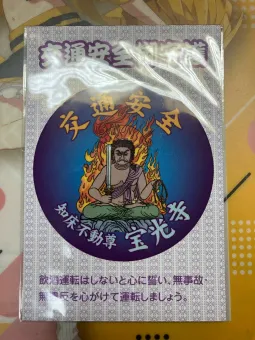 交通安全
交通安全
知床不動尊
宝光寺
飲酒運転はしないと心に誓い、無事故・
無違反を心がけて運転しましょう。